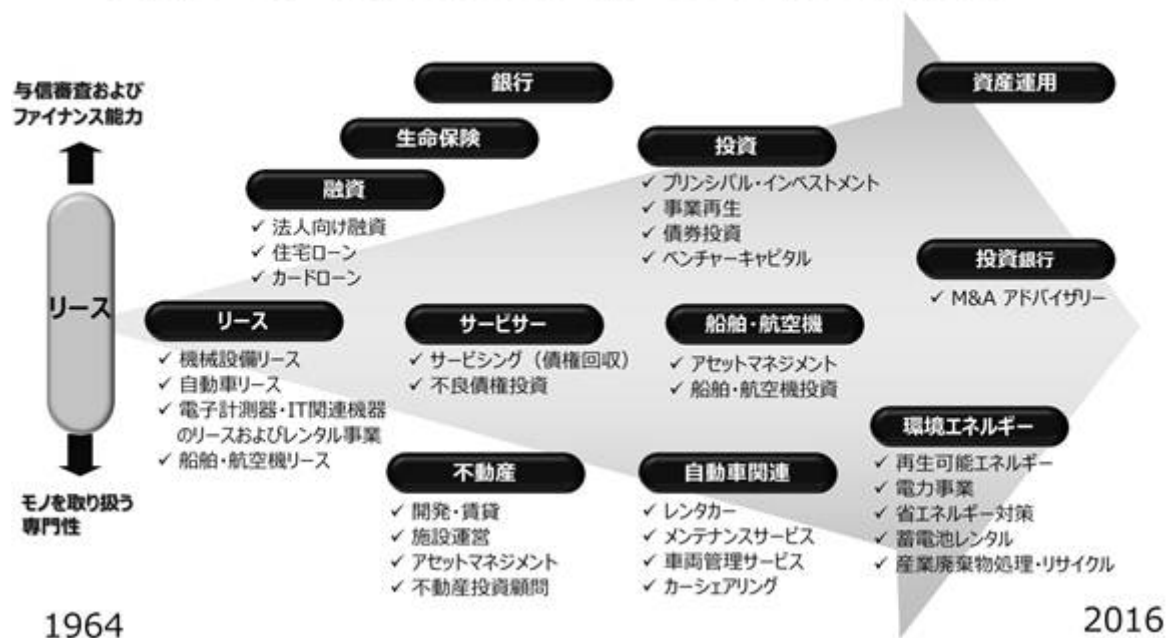 与信審査および
ファイナンス能力
リース
モノを取り扱う
専門性
1964
銀行
生命保険
融資
✓ 法人向け融資
✓ 住宅ローン
✓ カードローン
リース
✓ 機械設備リース
✓ 自動車リース
✓ 電子計測器・IT関連機器
のリースおよびレンタル事業
✓ 船舶・航空機リース
サービサー
✓ サービシング（債権回収）
✓ 不良債権投資
不動産
✓ 開発・賃貸
✓ 施設運営
✓ アセットマネジメント
✓ 不動産投資顧問
投資
✓ プリンシパル・インベストメント
✓ 事業再生
✓ 債券投資
✓ ベンチャーキャピタル
船舶・航空機
✓ アセットマネジメント
✓ 船舶・航空機投資
自動車関連
✓ レンタカー
✓ メンテナンスサービス
✓ 車両管理サービス
✓ カーシェアリング
資産運用
投資銀行
✓ M&A アドバイザリー
環境エネルギー
✓ 再生可能エネルギー
✓ 電力事業
✓ 省エネルギー対策
✓ 蓄電池レンタル
✓ 産業廃棄物処理・リサイクル
2016